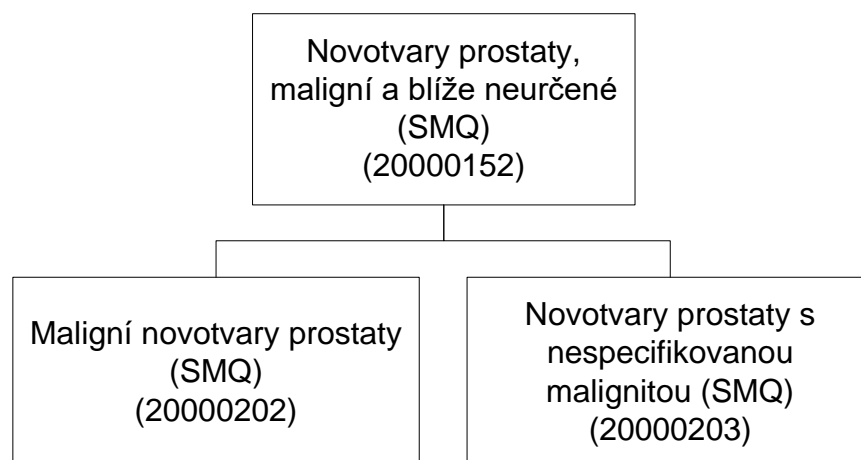 Novotvary prostaty,
maligní a blíže neurčené
(SMQ)
(20000152)
Maligní novotvary prostaty
(SMQ)
(20000202)
Novotvary prostaty s
nespecifikovanou
malignitou (SMQ)
(20000203)